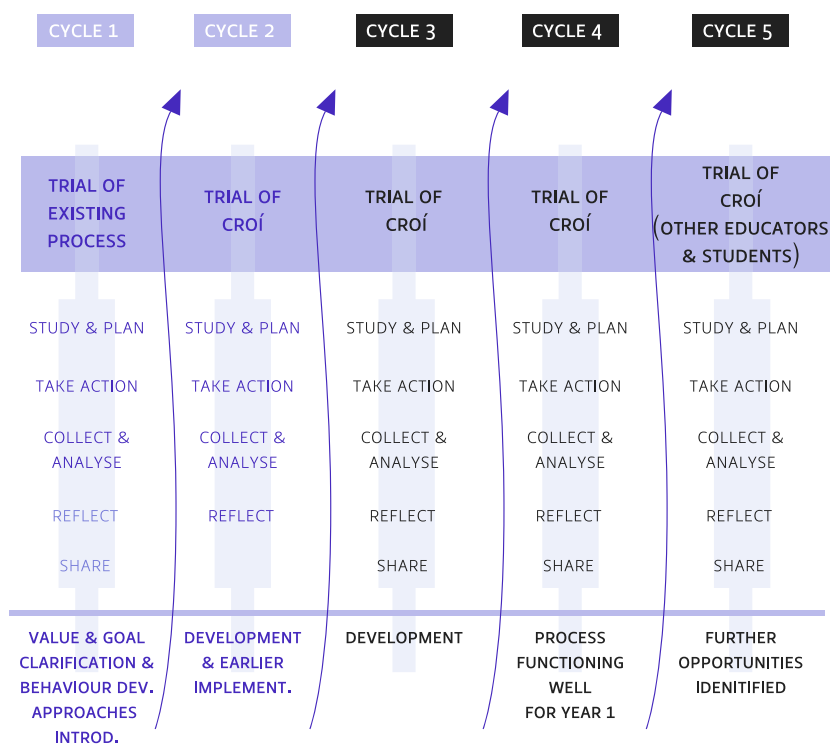 CYCLE 1
CYCLE 2
CYCLE 3
CYCLE 4
CYCLE 5
TRIAL OF
EXISTING
PROCESS
TRIAL OF
CROÍ
TRIAL OF
CROÍ
TRIAL OF
CROÍ
TRIAL OF
CROÍ
(OTHER EDUCATORS
& STUDENTS)
STUDY & PLAN
STUDY & PLAN
STUDY & PLAN
STUDY & PLAN
STUDY & PLAN
TAKE ACTION
TAKE ACTION
TAKE ACTION
TAKE ACTION
TAKE ACTION
COLLECT &
ANALYSE
COLLECT &
ANALYSE
COLLECT &
ANALYSE
COLLECT &
ANALYSE
COLLECT &
ANALYSE
REFLECT
REFLECT
REFLECT
REFLECT
REFLECT
SHARE
SHARE
SHARE
SHARE
VALUE & GOAL
CLARIFICATION &
BEHAVIOUR DEV.
APPROACHES
INTROD.
DEVELOPMENT
& EARLIER
IMPLEMENT.
DEVELOPMENT
PROCESS
FUNCTIONING
WELL
FOR YEAR 1
FURTHER
OPPORTUNITIES
IDENITIFIED